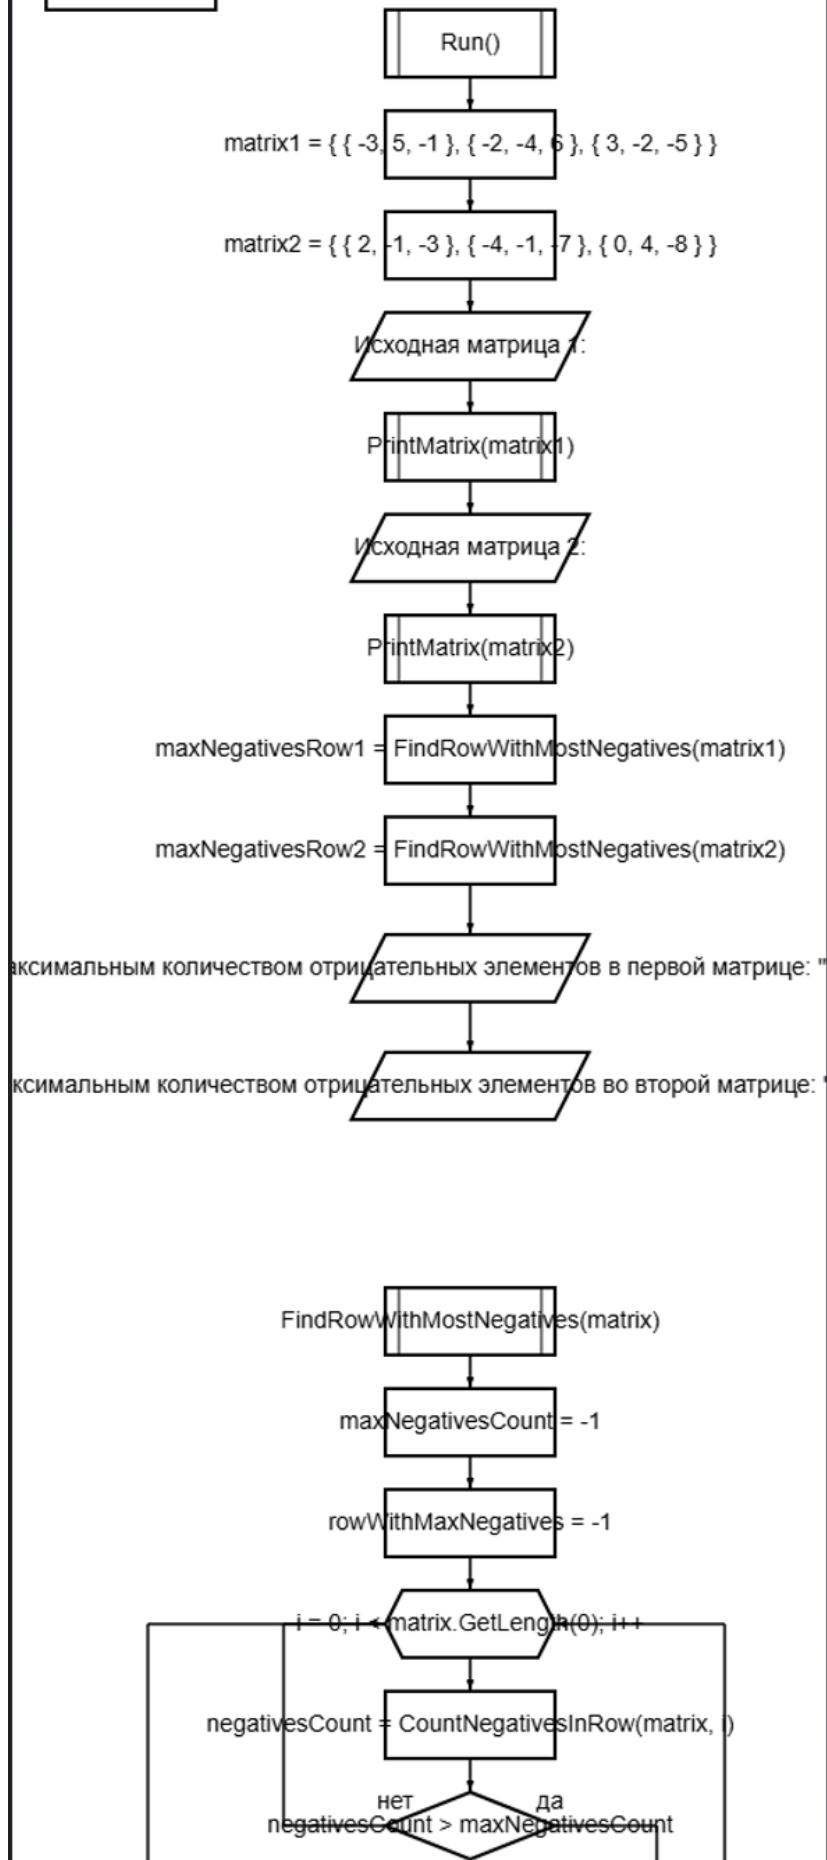 Run()
matrix1 = { { -3, 5, -1 }, { -2, -4, 6 }, { 3, -2, -5 } }
matrix2 = { { 2, -1, -3 }, { -4, -1, -7 }, { 0, 4, -8 } }
Исходная матрица 1:
PrintMatrix(matrix1)
Исходная матрица 2:
PrintMatrix(matrix2)
maxNegativesRow1 = FindRowWithMostNegatives(matrix1)
maxNegativesRow2 = FindRowWithMostNegatives(matrix2)
аксимальным количеством отрицательных элементов в первой матрице: "
ксимальным количеством отрицательных элементов во второй матрице: "
FindRowWithMostNegatives(matrix)
maxNegativesCount = -1
rowWithMaxNegatives = -1
i = 0; i < matrix.GetLength(0); i++
negativesCount = CountNegativesInRow(matrix, i)
нет да
negativesCount > maxNegativesCount